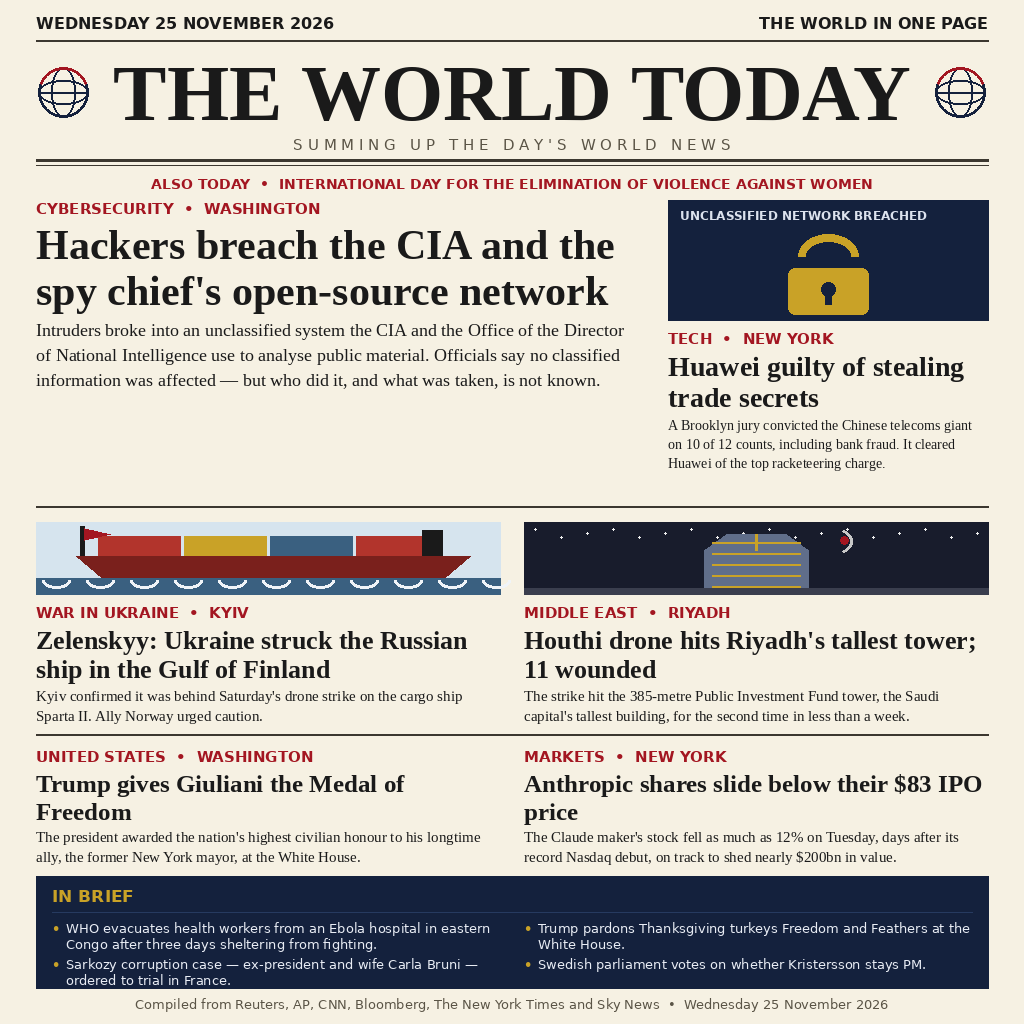 WEDNESDAY 25 NOVEMBER 2026
THE WORLD IN ONE PAGE
THE WORLD TODAY
SUMMING UP THE DAY'S WORLD NEWS
ALSO TODAY • INTERNATIONAL DAY FOR THE ELIMINATION OF VIOLENCE AGAINST WOMEN
CYBERSECURITY • WASHINGTON
Hackers breach the CIA and the
spy chief's open-source network
Intruders broke into an unclassified system the CIA and the Office of the Director
of National Intelligence use to analyse public material. Officials say no classified
information was affected — but who did it, and what was taken, is not known.
UNCLASSIFIED NETWORK BREACHED
TECH • NEW YORK
Huawei guilty of stealing
trade secrets
A Brooklyn jury convicted the Chinese telecoms giant
on 10 of 12 counts, including bank fraud. It cleared
Huawei of the top racketeering charge.
WAR IN UKRAINE • KYIV
Zelenskyy: Ukraine struck the Russian
ship in the Gulf of Finland
Kyiv confirmed it was behind Saturday's drone strike on the cargo ship
Sparta II. Ally Norway urged caution.
MIDDLE EAST • RIYADH
Houthi drone hits Riyadh's tallest tower;
11 wounded
The strike hit the 385-metre Public Investment Fund tower, the Saudi
capital's tallest building, for the second time in less than a week.
UNITED STATES • WASHINGTON
Trump gives Giuliani the Medal of
Freedom
The president awarded the nation's highest civilian honour to his longtime
ally, the former New York mayor, at the White House.
MARKETS • NEW YORK
Anthropic shares slide below their $83 IPO
price
The Claude maker's stock fell as much as 12% on Tuesday, days after its
record Nasdaq debut, on track to shed nearly $200bn in value.
IN BRIEF
• WHO evacuates health workers from an Ebola hospital in eastern
Congo after three days sheltering from fighting.
• Sarkozy corruption case — ex-president and wife Carla Bruni —
ordered to trial in France.
• Trump pardons Thanksgiving turkeys Freedom and Feathers at the
White House.
• Swedish parliament votes on whether Kristersson stays PM.
Compiled from Reuters, AP, CNN, Bloomberg, The New York Times and Sky News • Wednesday 25 November 2026